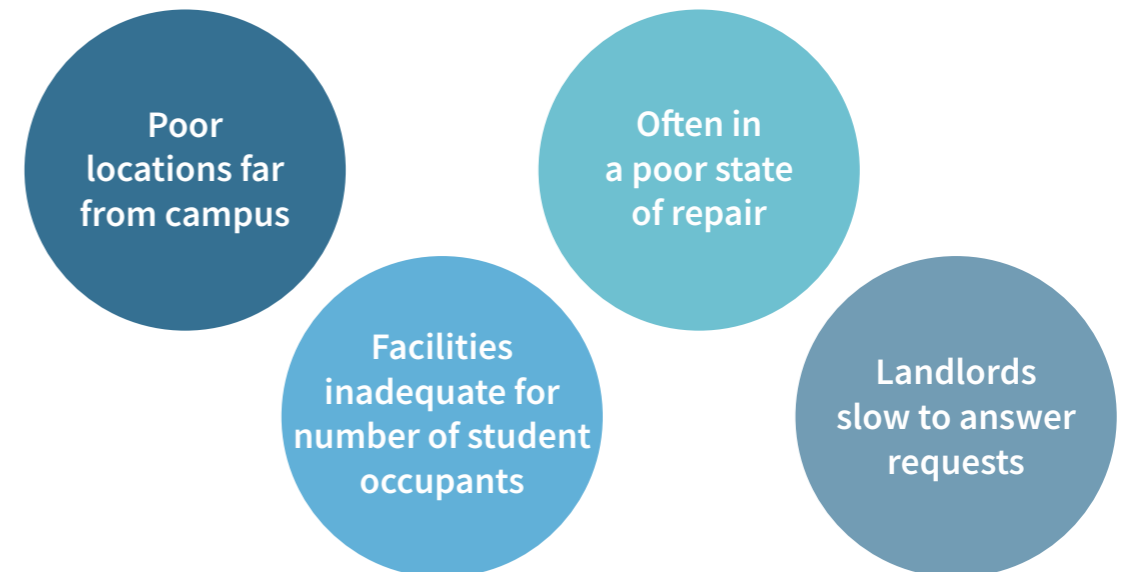 Poor
locations far
from campus
Facilities
inadequate for
number of student
occupants
Often in
a poor state
of repair
Landlords
slow to answer
requests